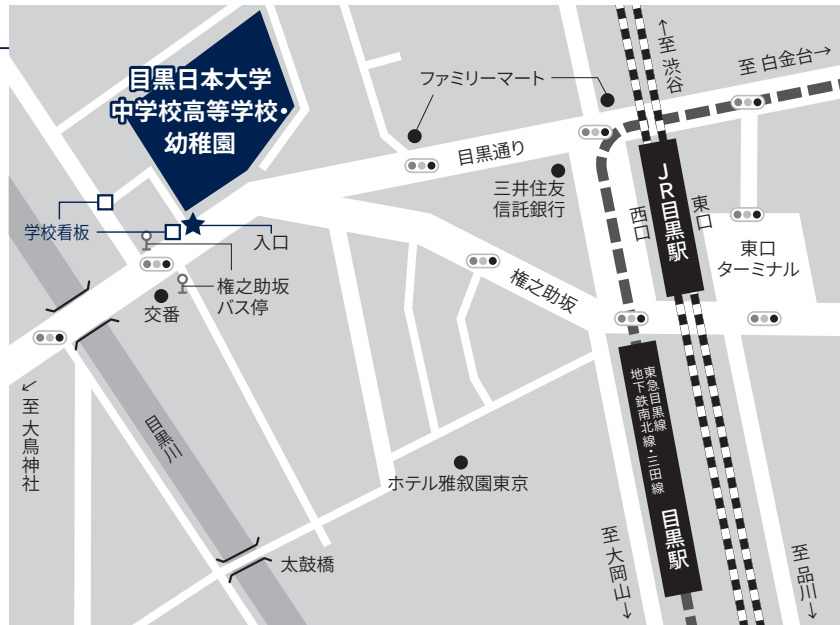 目黒日本大学
中学校高等学校・
幼稚園
ファミリーマート
↑至 渋谷
至 白金台→
目黒通り
三井住友
信託銀行
JR目黒駅
西口
東口
東口
ターミナル
学校看板
入口
権之助坂
バス停
交番
権之助坂
←至 大鳥神社
目黒川
東急目黒線
地下鉄南北線・三田線
目黒駅
ホテル雅叙園東京
太鼓橋
至 大岡山→
至 品川→